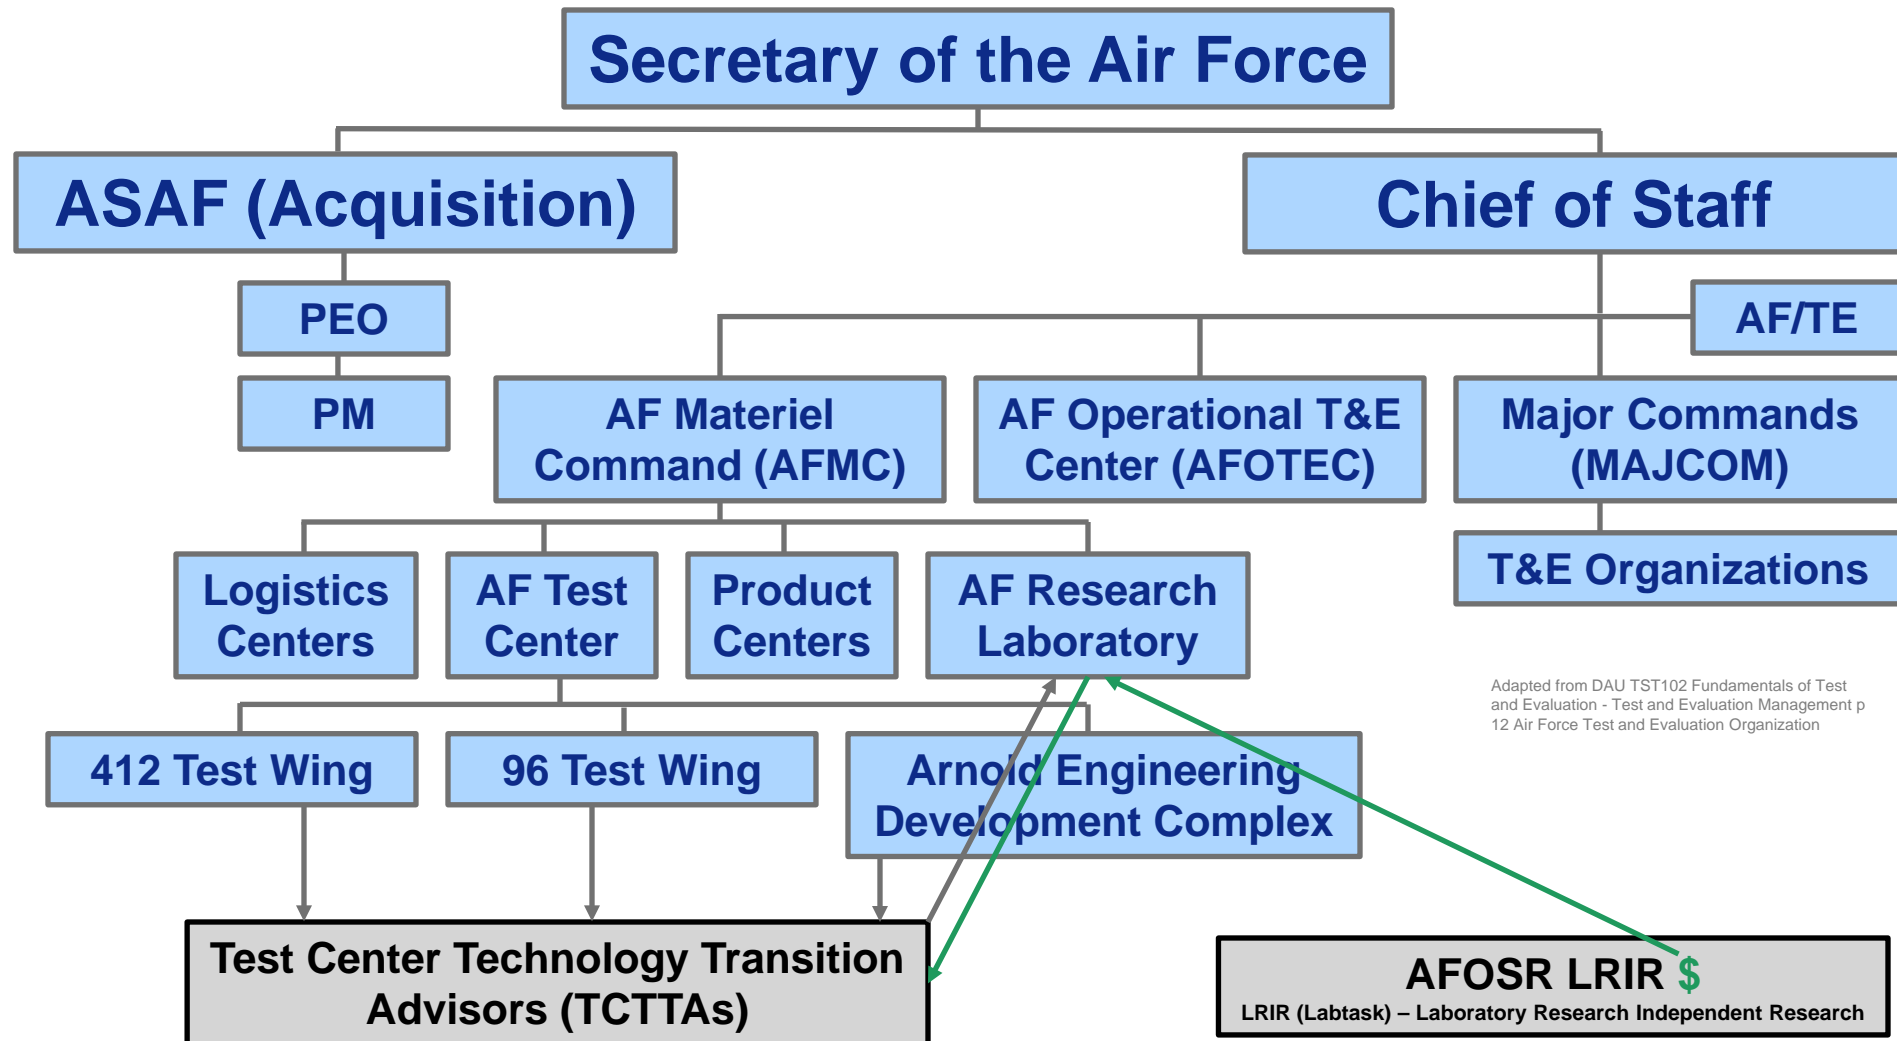 Secretary of the Air Force
ASAF (Acquisition)
Chief of Staff
PEO
AF/TE
PM
AF Materiel
Command (AFMC)
AF Operational T&E
Center (AFOTEC)
Major Commands
(MAJCOM)
Logistics
Centers
AF Test
Center
Product
Centers
AF Research
Laboratory
T&E Organizations
Adapted from DAU TST102 Fundamentals of Test
and Evaluation - Test and Evaluation Management p
12 Air Force Test and Evaluation Organization
412 Test Wing
96 Test Wing
Arnold Engineering
Development Complex
Test Center Technology Transition
Advisors (TCTTAs)
AFOSR LRIR $
LRIR (Labtask) – Laboratory Research Independent Research